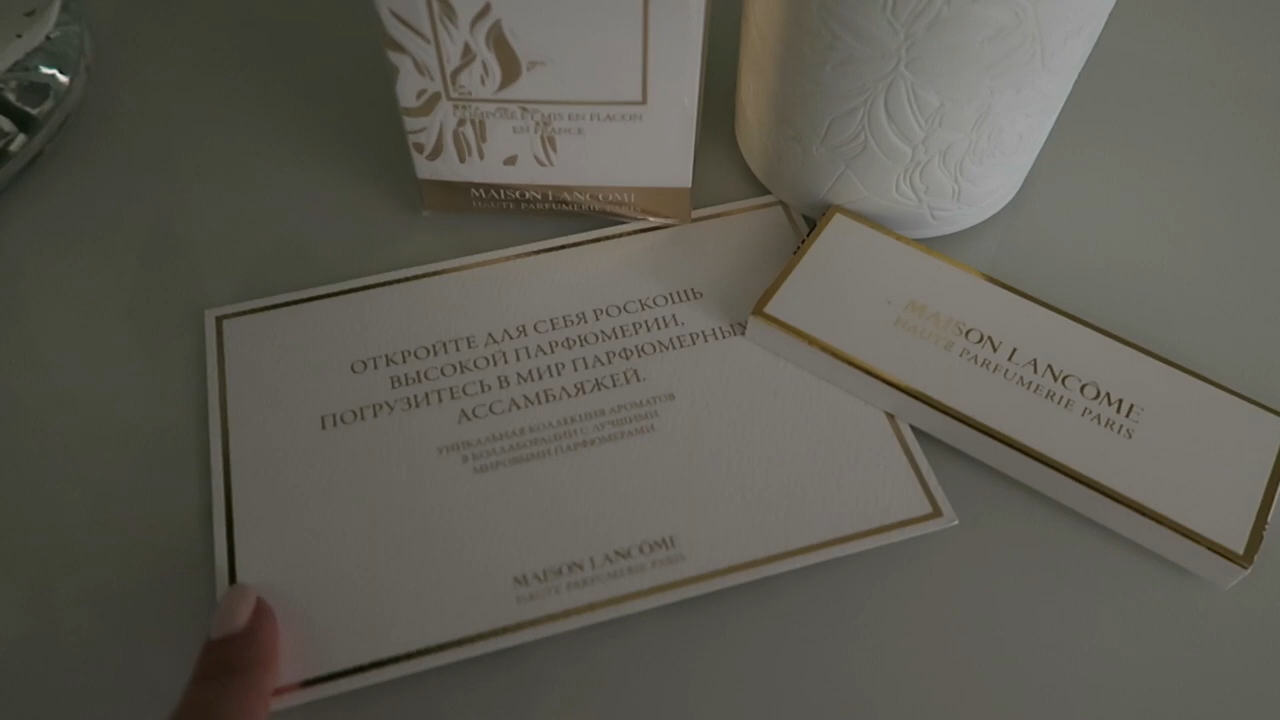 COMPOSÉ ET MIS EN FLACON
EN FRANCE
MAISON LANCÔME
HAUTE PARFUMERIE PARIS
ОТКРОЙТЕ ДЛЯ СЕБЯ РОСКОШЬ
ВЫСОКОЙ ПАРФЮМЕРИИ.
ПОГРУЗИТЕСЬ В МИР ПАРФЮМЕРНЫХ
АССАМБЛЯЖЕЙ.
УНИКАЛЬНАЯ КОЛЛЕКЦИЯ АРОМАТОВ
В КОЛЛАБОРАЦИИ С ЛУЧШИМИ
МИРОВЫМИ ПАРФЮМЕРАМИ.
MAISON LANCÔME
HAUTE PARFUMERIE PARIS
MAISON LANCÔME
HAUTE PARFUMERIE PARIS